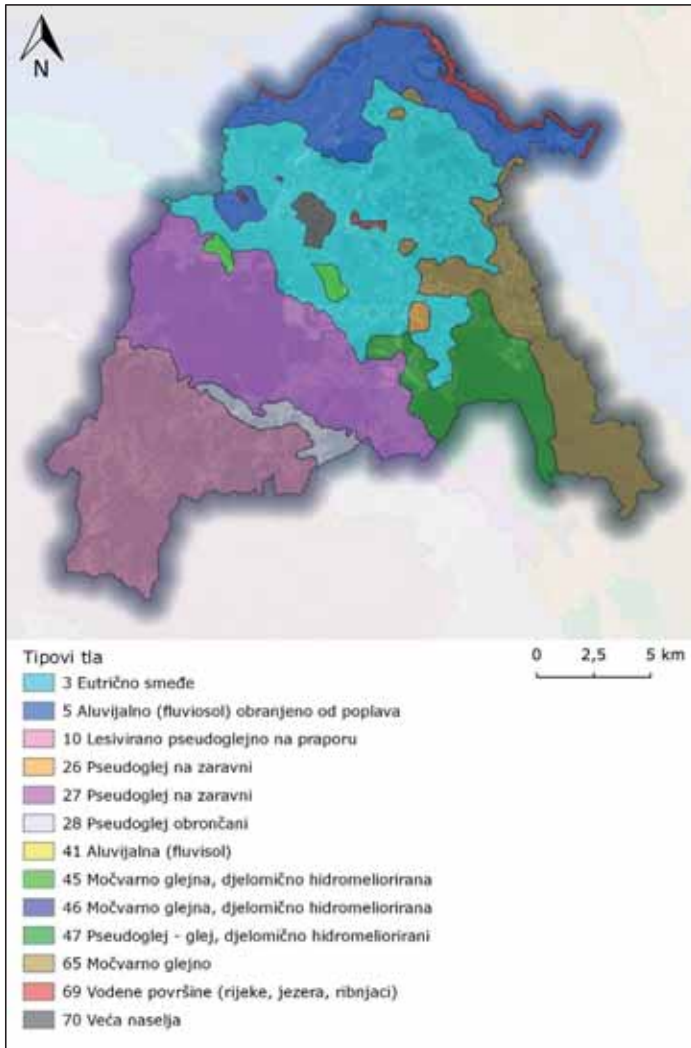 N
Tipovi tla
0 2,5 5 km
3 Eutrično smeđe
5 Aluvijalno (fluviosol) obranjeno od poplava
10 Lesivirano pseudoglejno na praporu
26 Pseudoglej na zaravni
27 Pseudoglej na zaravni
28 Pseudoglej obrončani
41 Aluvijalna (fluvisol)
45 Močvarno glejna, djelomično hidromeliorirana
46 Močvarno glejna, djelomično hidromeliorirana
47 Pseudoglej - glej, djelomično hidromeliorirani
65 Močvarno glejno
69 Vodene površine (rijeke, jezera, ribnjaci)
70 Veća naselja